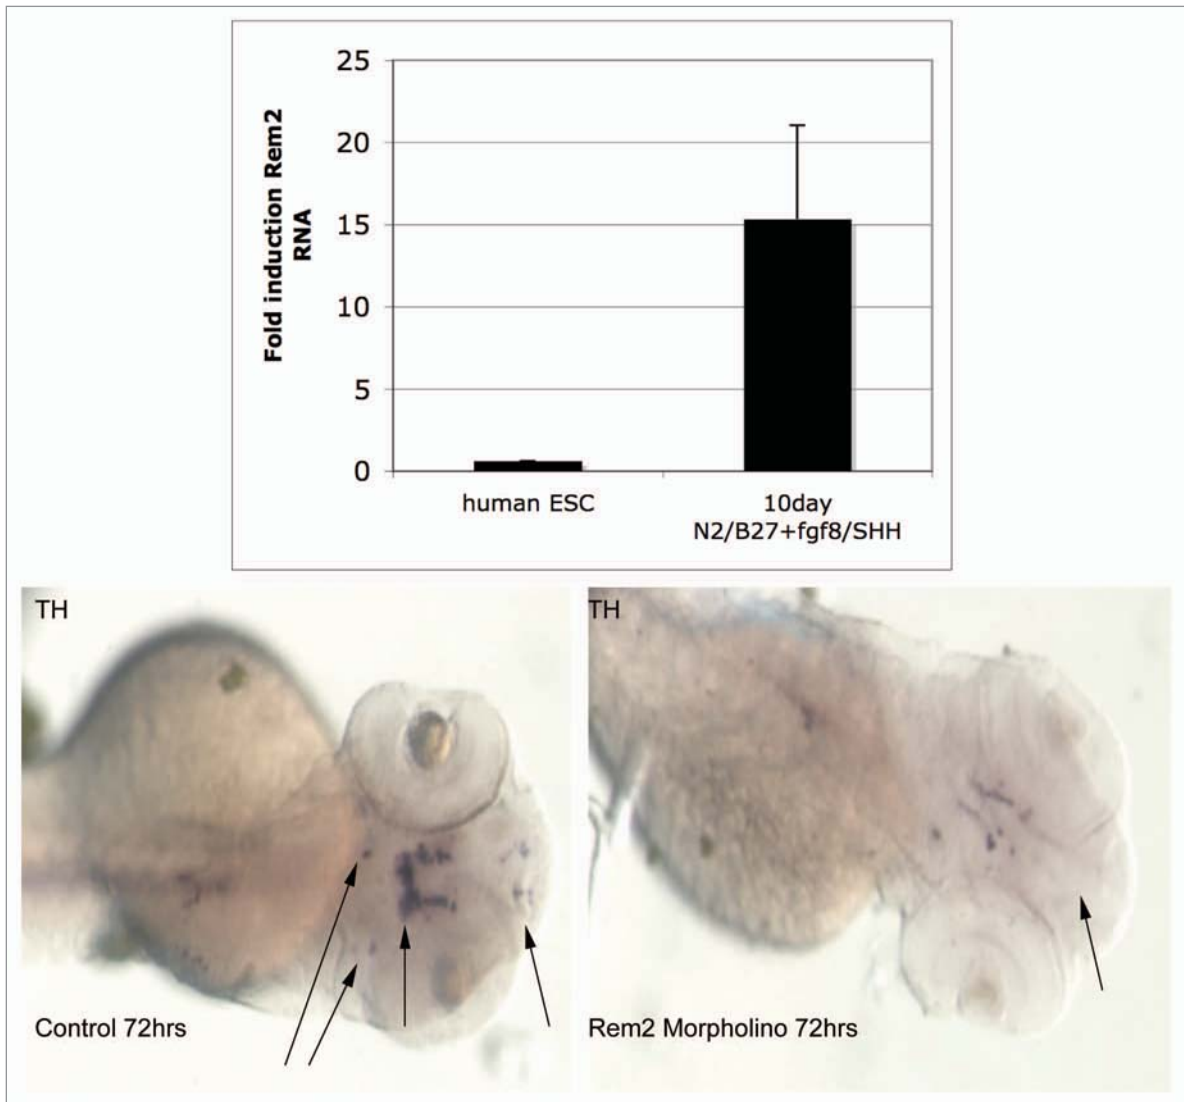 Fold induction Rem2
RNA
25
20
15
10
5
0
human ESC
10day
N2/B27+fgf8/SHH
TH
Control 72hrs
TH
Rem2 Morpholino 72hrs